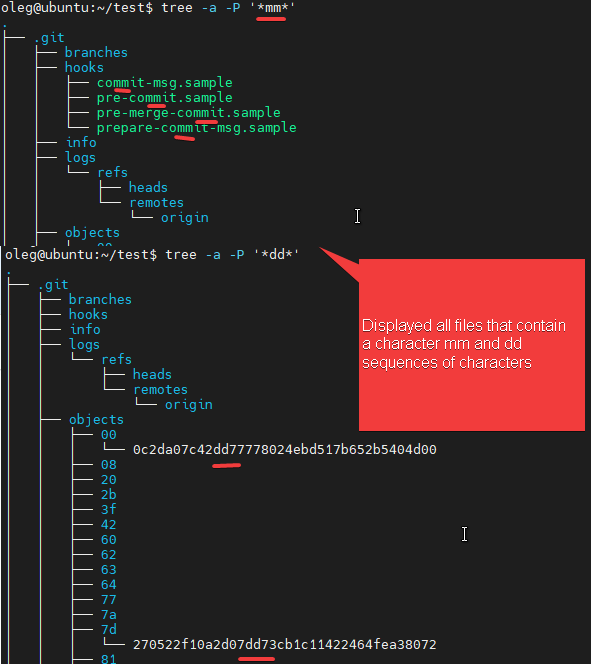 oleg@ubuntu:~/test$ tree -a -P '*mm*'
.
├── .git
│   ├── branches
│   ├── hooks
│   │   ├── commit-msg.sample
│   │   ├── pre-commit.sample
│   │   ├── pre-merge-commit.sample
│   │   └── prepare-commit-msg.sample
│   ├── info
│   ├── logs
│   │   └── refs
│   │       ├── heads
│   │       └── remotes
│   │           └── origin
│   ├── objects
oleg@ubuntu:~/test$ tree -a -P '*dd*'
.
├── .git
│   ├── branches
│   ├── hooks
│   ├── info
│   ├── logs
│   │   └── refs
│   │       ├── heads
│   │       └── remotes
│   │           └── origin
│   ├── objects
│   │   ├── 00
│   │   │   └── 0c2da07c42dd77778024ebd517b652b5404d00
│   │   ├── 08
│   │   ├── 20
│   │   ├── 2b
│   │   ├── 3f
│   │   ├── 42
│   │   ├── 60
│   │   ├── 62
│   │   ├── 63
│   │   ├── 64
│   │   ├── 77
│   │   ├── 7a
│   │   ├── 7d
│   │   │   └── 270522f10a2d07dd73cb1c11422464fea38072
│   │   ├── 81
Displayed all files that contain
a character mm and dd
sequences of characters